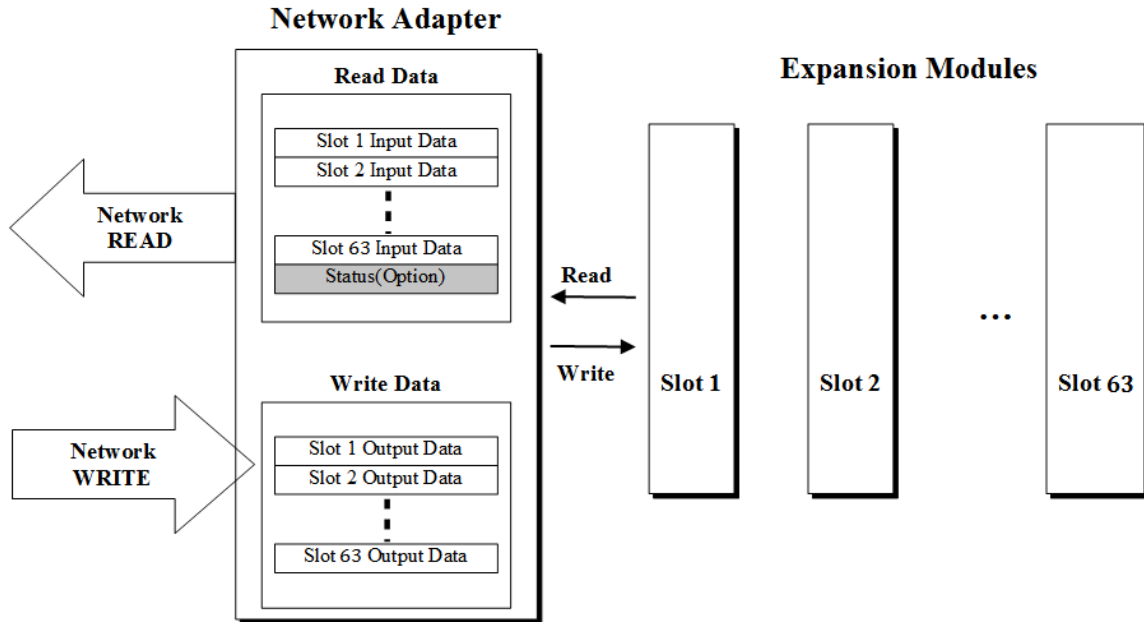 Network Adapter
Read Data
Slot 1 Input Data
Slot 2 Input Data
Slot 63 Input Data
Status(Option)
Network
READ
Write Data
Slot 1 Output Data
Slot 2 Output Data
Slot 63 Output Data
Network
WRITE
Read
Write
Expansion Modules
Slot 1
Slot 2
...
Slot 63